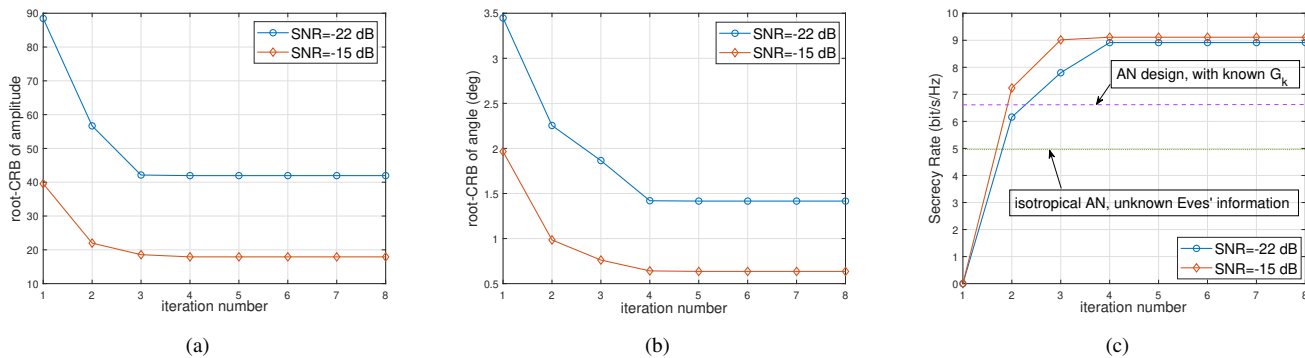 90
80
70
60
50
40
30
20
10
1 2 3 4 5 6 7 8
root-CRB of amplitude
iteration number
SNR=-22 dB
SNR=-15 dB
(a)
3.5
3
2.5
2
1.5
1
0.5
1 2 3 4 5 6 7 8
root-CRB of angle (deg)
iteration number
SNR=-22 dB
SNR=-15 dB
(b)
10
9
8
7
6
5
4
3
2
1
0
1 2 3 4 5 6 7 8
Secrecy Rate (bit/s/Hz)
iteration number
AN design, with known G_k
isotropical AN, unknown Eves' information
SNR=-22 dB
SNR=-15 dB
(c)